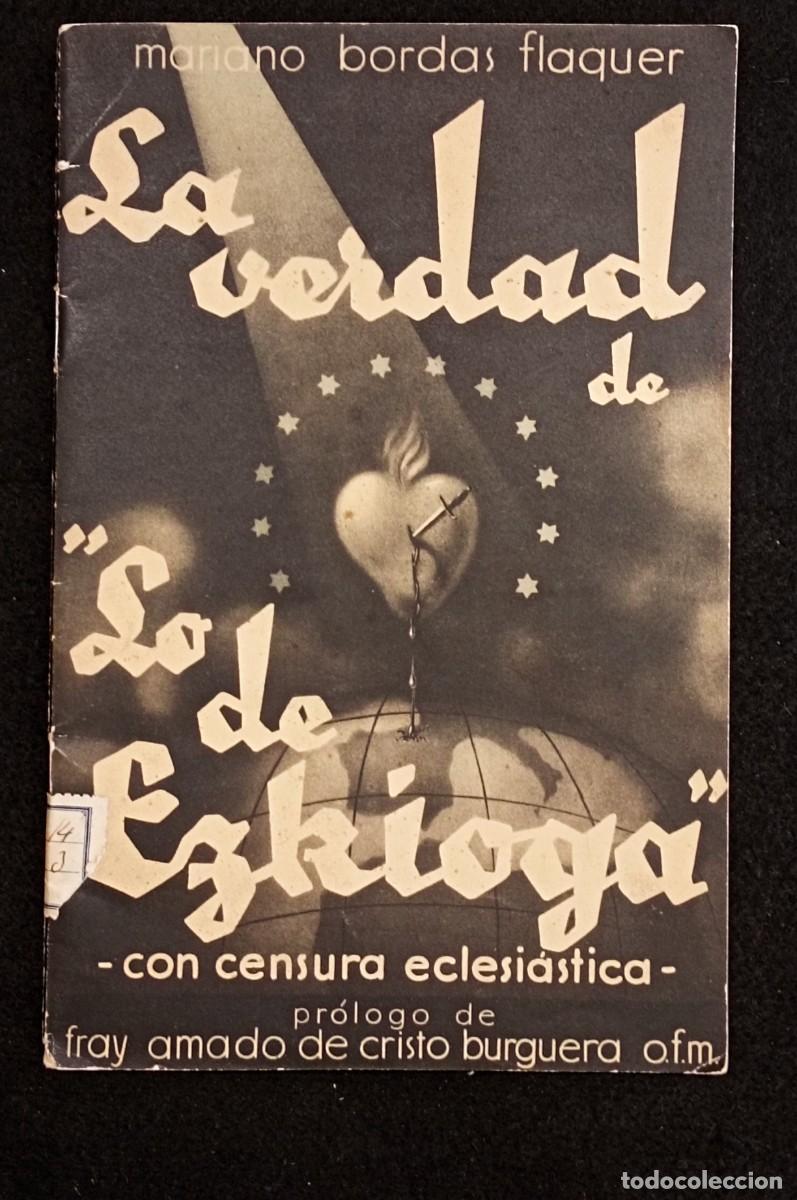 mariano bordas flaquer
La
verdad
de
"Lo
de
Ezkioga"
- con censura eclesiástica -
prólogo de
fray amado de cristo burguera o.f.m.
14
J
todocoleccion